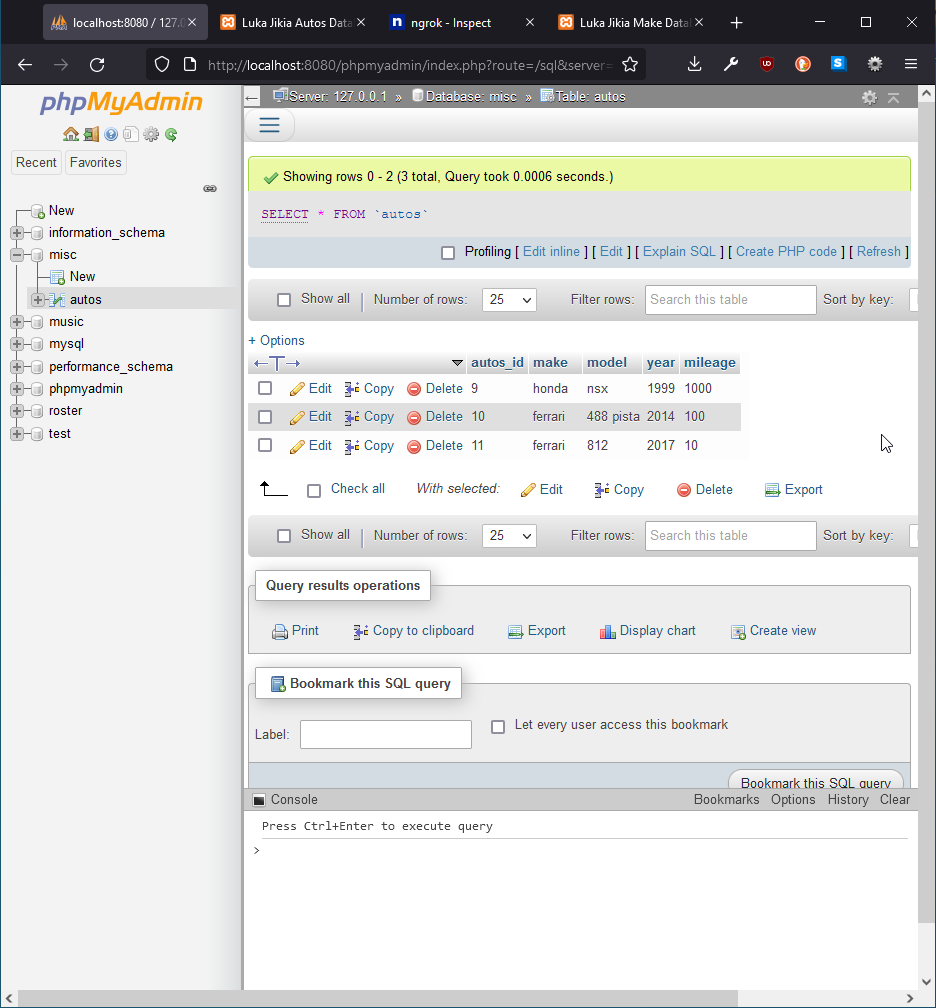 localhost:8080 / 127.0
Luka Jikia Autos Data
ngrok - Inspect
Luka Jikia Make Data
http://localhost:8080/phpmyadmin/index.php?route=/sql&server=
phpMyAdmin
Recent
Favorites
New
information_schema
misc
New
autos
music
mysql
performance_schema
phpmyadmin
roster
test
Server: 127.0.0.1 » Database: misc » Table: autos
Showing rows 0 - 2 (3 total, Query took 0.0006 seconds.)
SELECT * FROM `autos`
Profiling [ Edit inline ] [ Edit ] [ Explain SQL ] [ Create PHP code ] [ Refresh ]
Show all | Number of rows: 25 Filter rows: Search this table Sort by key:
+ Options
←T→ autos_id make model year mileage
Edit Copy Delete 9 honda nsx 1999 1000
Edit Copy Delete 10 ferrari 488 pista 2014 100
Edit Copy Delete 11 ferrari 812 2017 10
Check all With selected: Edit Copy Delete Export
Show all | Number of rows: 25 Filter rows: Search this table Sort by key:
Query results operations
Print Copy to clipboard Export Display chart Create view
Bookmark this SQL query
Label: Let every user access this bookmark
Bookmark this SQL query
Console Bookmarks Options History Clear
Press Ctrl+Enter to execute query
>